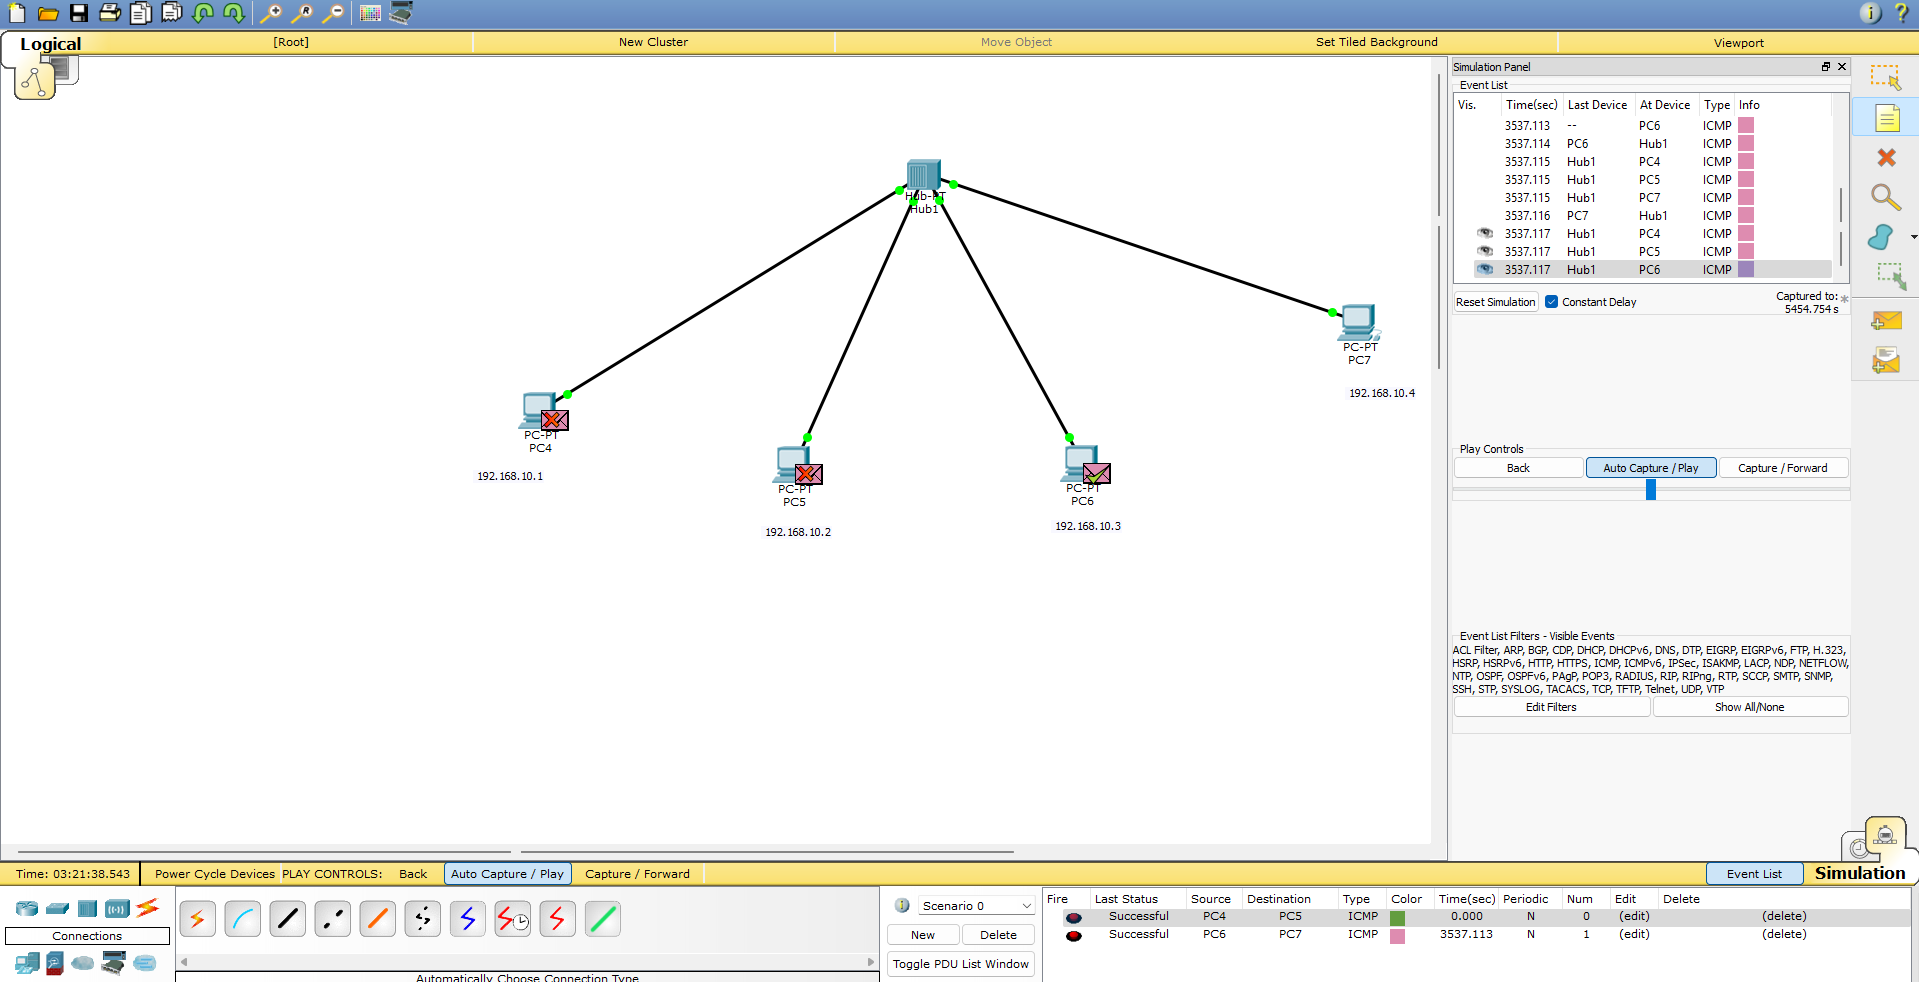 Logical
[Root]
New Cluster
Move Object
Set Tiled Background
Viewport
Hub-PT
Hub1
PC-PT
PC7
192.168.10.4
PC-PT
PC4
192.168.10.1
PC-PT
PC5
192.168.10.2
PC-PT
PC6
192.168.10.3
Simulation Panel
Event List
Vis. Time(sec) Last Device At Device Type Info
3537.113 -- PC6 ICMP
3537.114 PC6 Hub1 ICMP
3537.115 Hub1 PC4 ICMP
3537.115 Hub1 PC5 ICMP
3537.115 Hub1 PC7 ICMP
3537.116 PC7 Hub1 ICMP
3537.117 Hub1 PC4 ICMP
3537.117 Hub1 PC5 ICMP
3537.117 Hub1 PC6 ICMP
Reset Simulation Constant Delay
Captured to: *
5454.754 s
Play Controls
Back Auto Capture / Play Capture / Forward
Event List Filters - Visible Events
ACL Filter, ARP, BGP, CDP, DHCP, DHCPv6, DNS, DTP, EIGRP, EIGRPv6, FTP, H.323,
HSRP, HSRPv6, HTTP, HTTPS, ICMP, ICMPv6, IPSec, ISAKMP, LACP, NDP, NETFLOW,
NTP, OSPF, OSPFv6, PAgP, POP3, RADIUS, RIP, RIPng, RTP, SCCP, SMTP, SNMP,
SSH, STP, SYSLOG, TACACS, TCP, TFTP, Telnet, UDP, VTP
Edit Filters Show All/None
Time: 03:21:38.543 Power Cycle Devices PLAY CONTROLS: Back Auto Capture / Play Capture / Forward
Event List Simulation
Connections
Automatically Choose Connection Type
Scenario 0
New Delete
Toggle PDU List Window
Fire Last Status Source Destination Type Color Time(sec) Periodic Num Edit Delete
Successful PC4 PC5 ICMP 0.000 N 0 (edit) (delete)
Successful PC6 PC7 ICMP 3537.113 N 1 (edit) (delete)